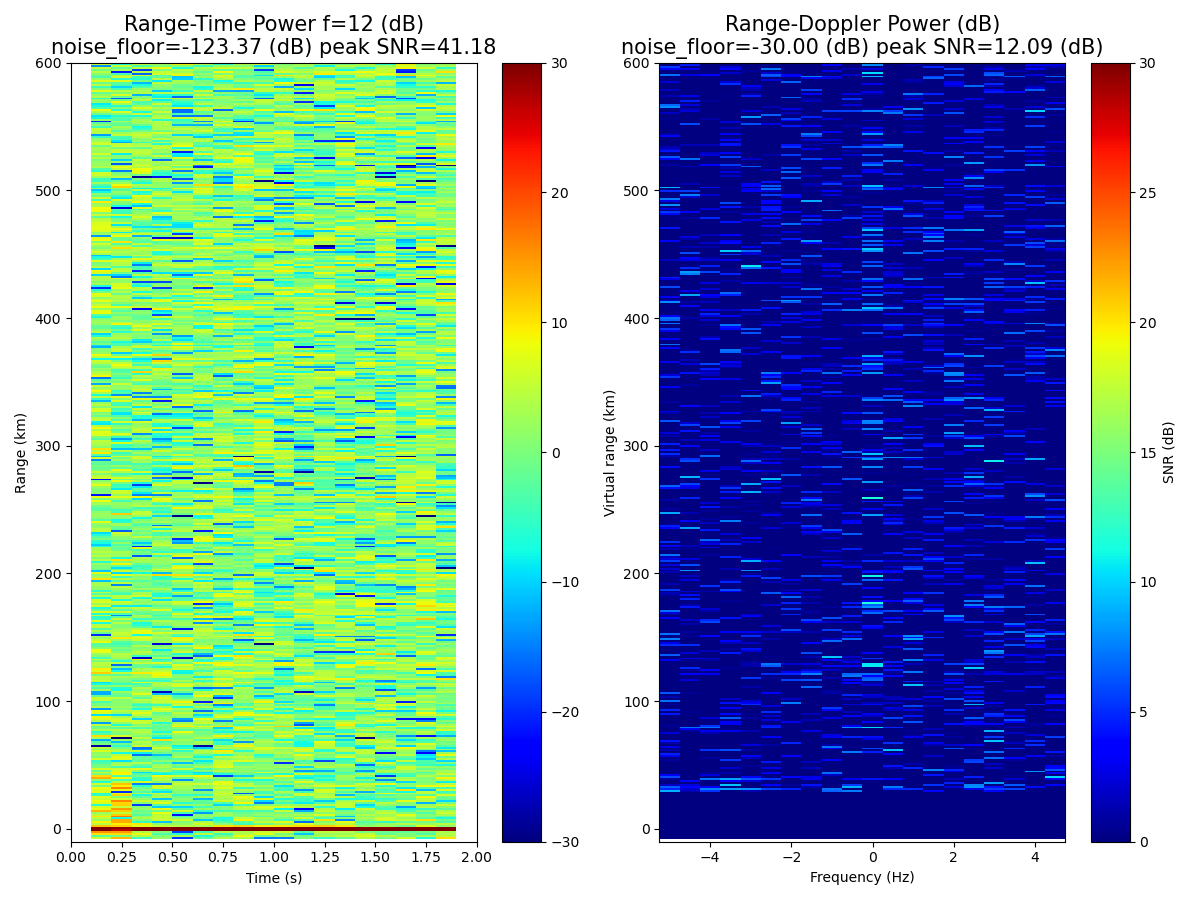 Range-Time Power f=12 (dB)
noise_floor=-123.37 (dB) peak SNR=41.18
600
500
400
300
200
100
0
Range (km)
0.00 0.25 0.50 0.75 1.00 1.25 1.50 1.75 2.00
Time (s)
30
20
10
0
−10
−20
−30
Range-Doppler Power (dB)
noise_floor=-30.00 (dB) peak SNR=12.09 (dB)
600
500
400
300
200
100
0
Virtual range (km)
−4 −2 0 2 4
Frequency (Hz)
30
25
20
15
10
5
0
SNR (dB)